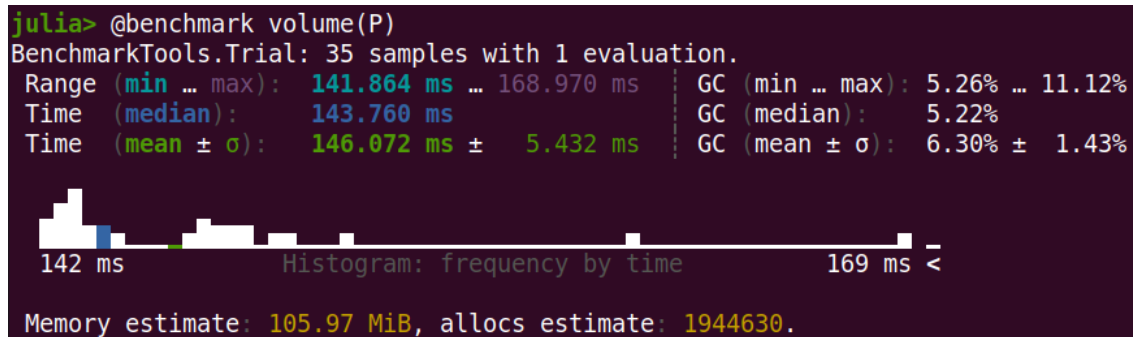 julia> @benchmark volume(P)
BenchmarkTools.Trial: 35 samples with 1 evaluation.
Range (min … max): 141.864 ms … 168.970 ms ┊ GC (min … max): 5.26% … 11.12%
Time (median): 143.760 ms ┊ GC (median): 5.22%
Time (mean ± σ): 146.072 ms ± 5.432 ms ┊ GC (mean ± σ): 6.30% ± 1.43%
142 ms Histogram: frequency by time 169 ms <
Memory estimate: 105.97 MiB, allocs estimate: 1944630.